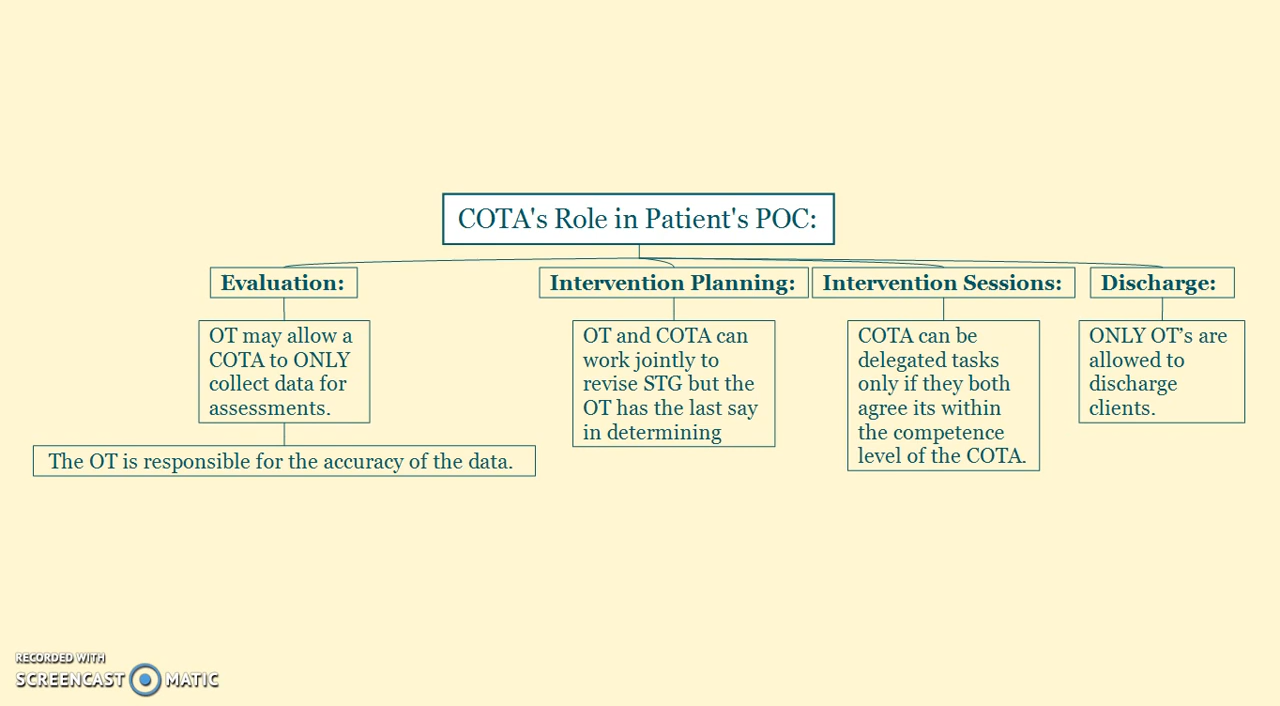 COTA's Role in Patient's POC:
Evaluation:
OT may allow a
COTA to ONLY
collect data for
assessments.
The OT is responsible for the accuracy of the data.
Intervention Planning:
OT and COTA can
work jointly to
revise STG but the
OT has the last say
in determining
Intervention Sessions:
COTA can be
delegated tasks
only if they both
agree its within
the competence
level of the COTA.
Discharge:
ONLY OT’s are
allowed to
discharge
clients.
RECORDED WITH
SCREENCAST MATIC